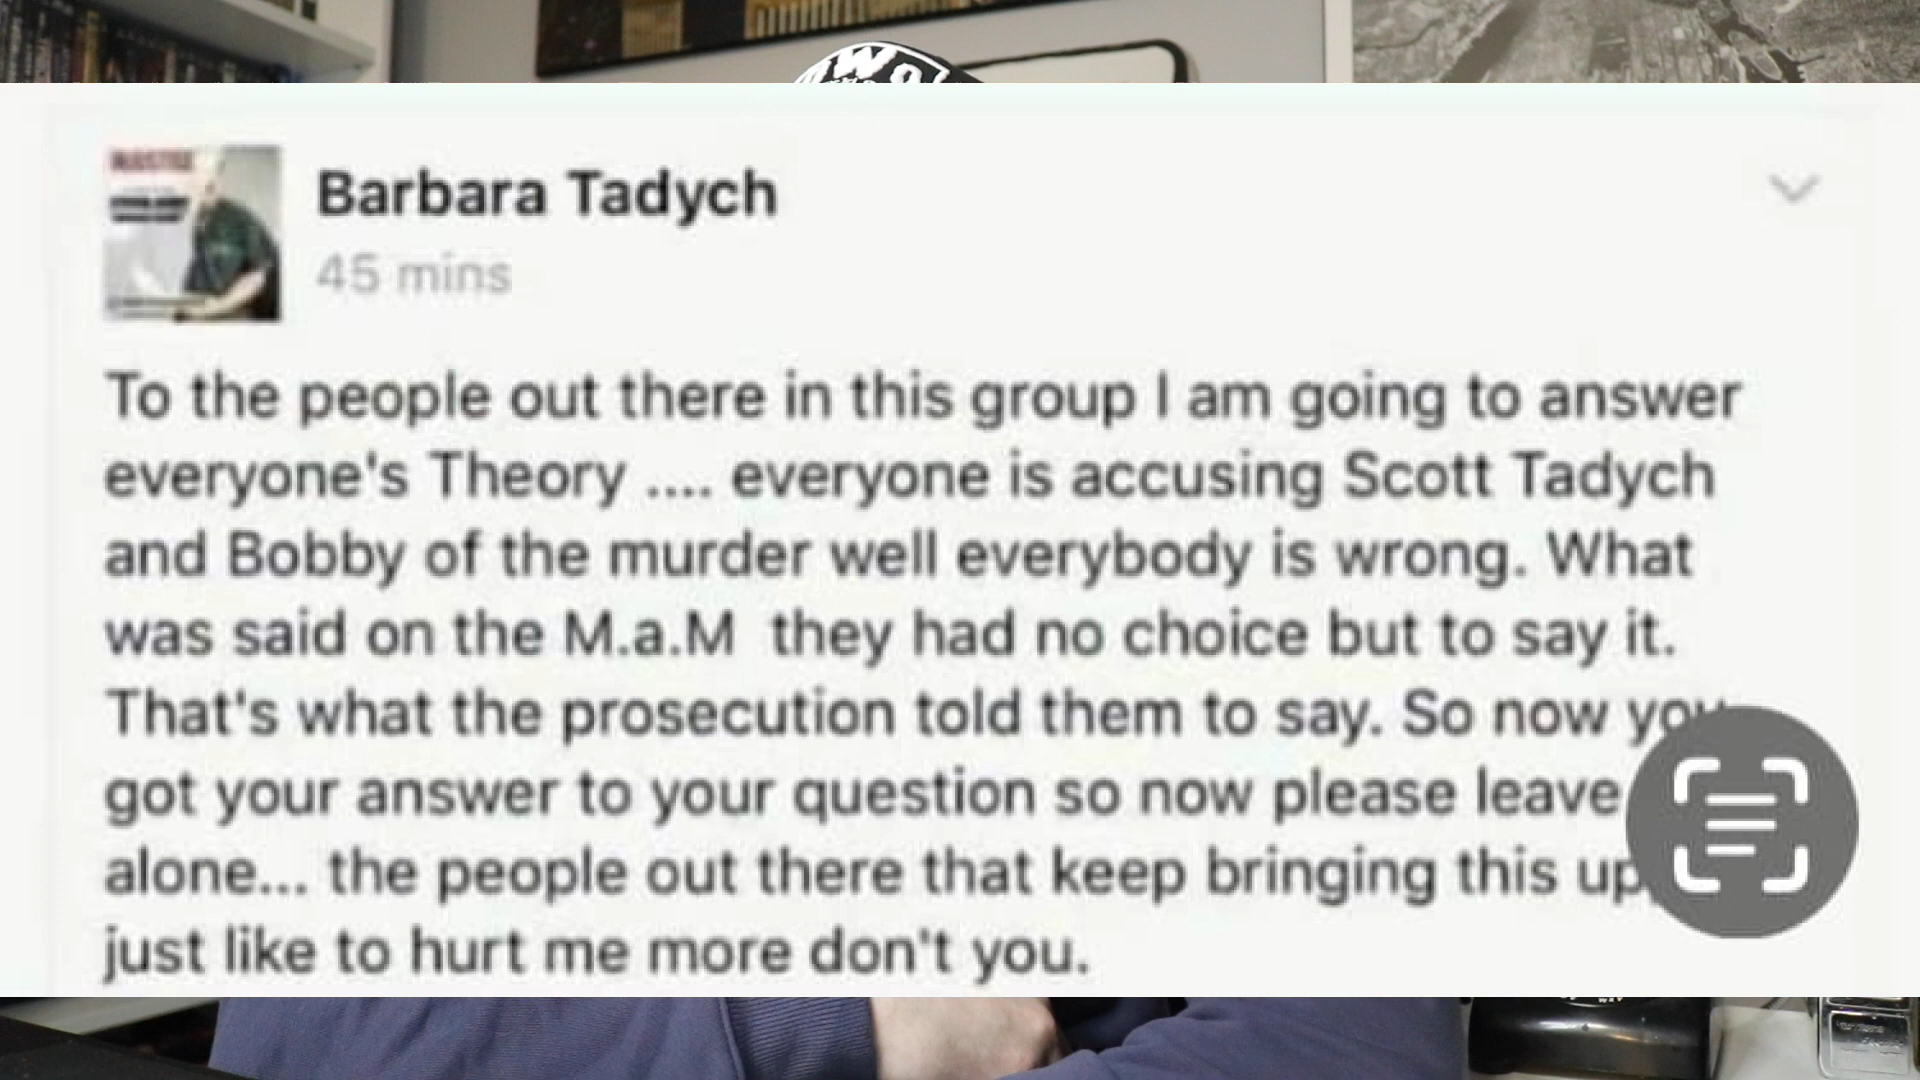 Barbara Tadych
45 mins
To the people out there in this group I am going to answer
everyone's Theory .... everyone is accusing Scott Tadych
and Bobby of the murder well everybody is wrong. What
was said on the M.a.M they had no choice but to say it.
That's what the prosecution told them to say. So now you
got your answer to your question so now please leave
alone... the people out there that keep bringing this up
just like to hurt me more don't you.